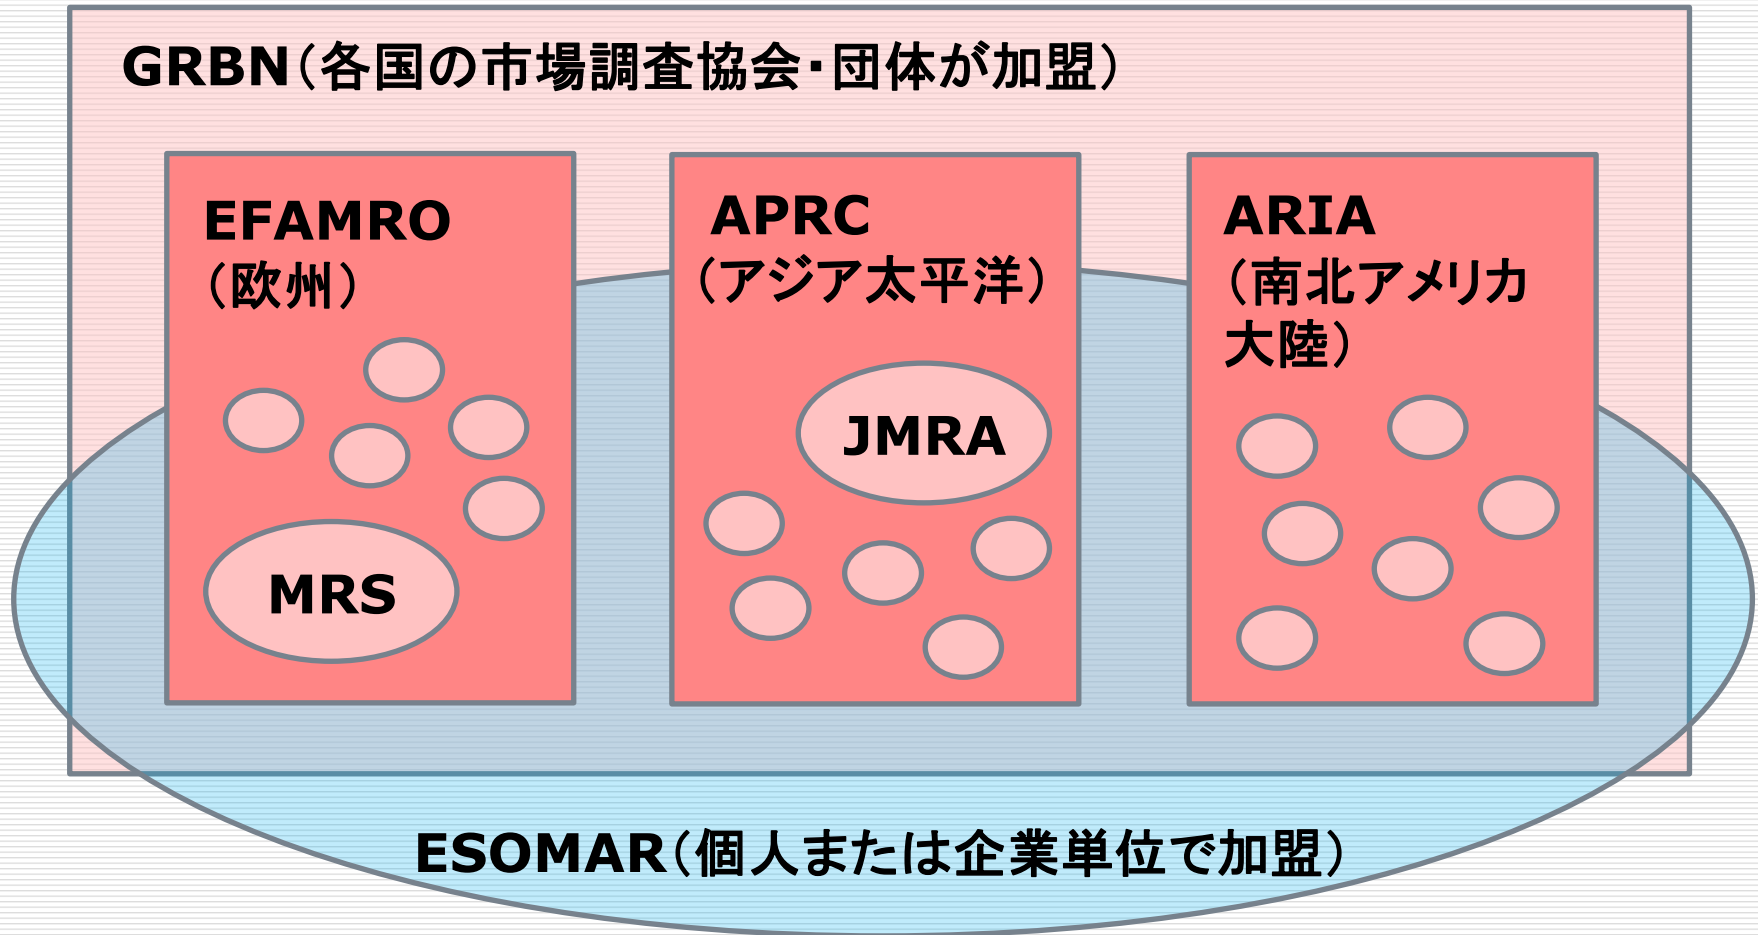 GRBN（各国の市場調査協会・団体が加盟）
EFAMRO
（欧州）
APRC
（アジア太平洋）
ARIA
（南北アメリカ
大陸）
JMRA
MRS
ESOMAR（個人または企業単位で加盟）